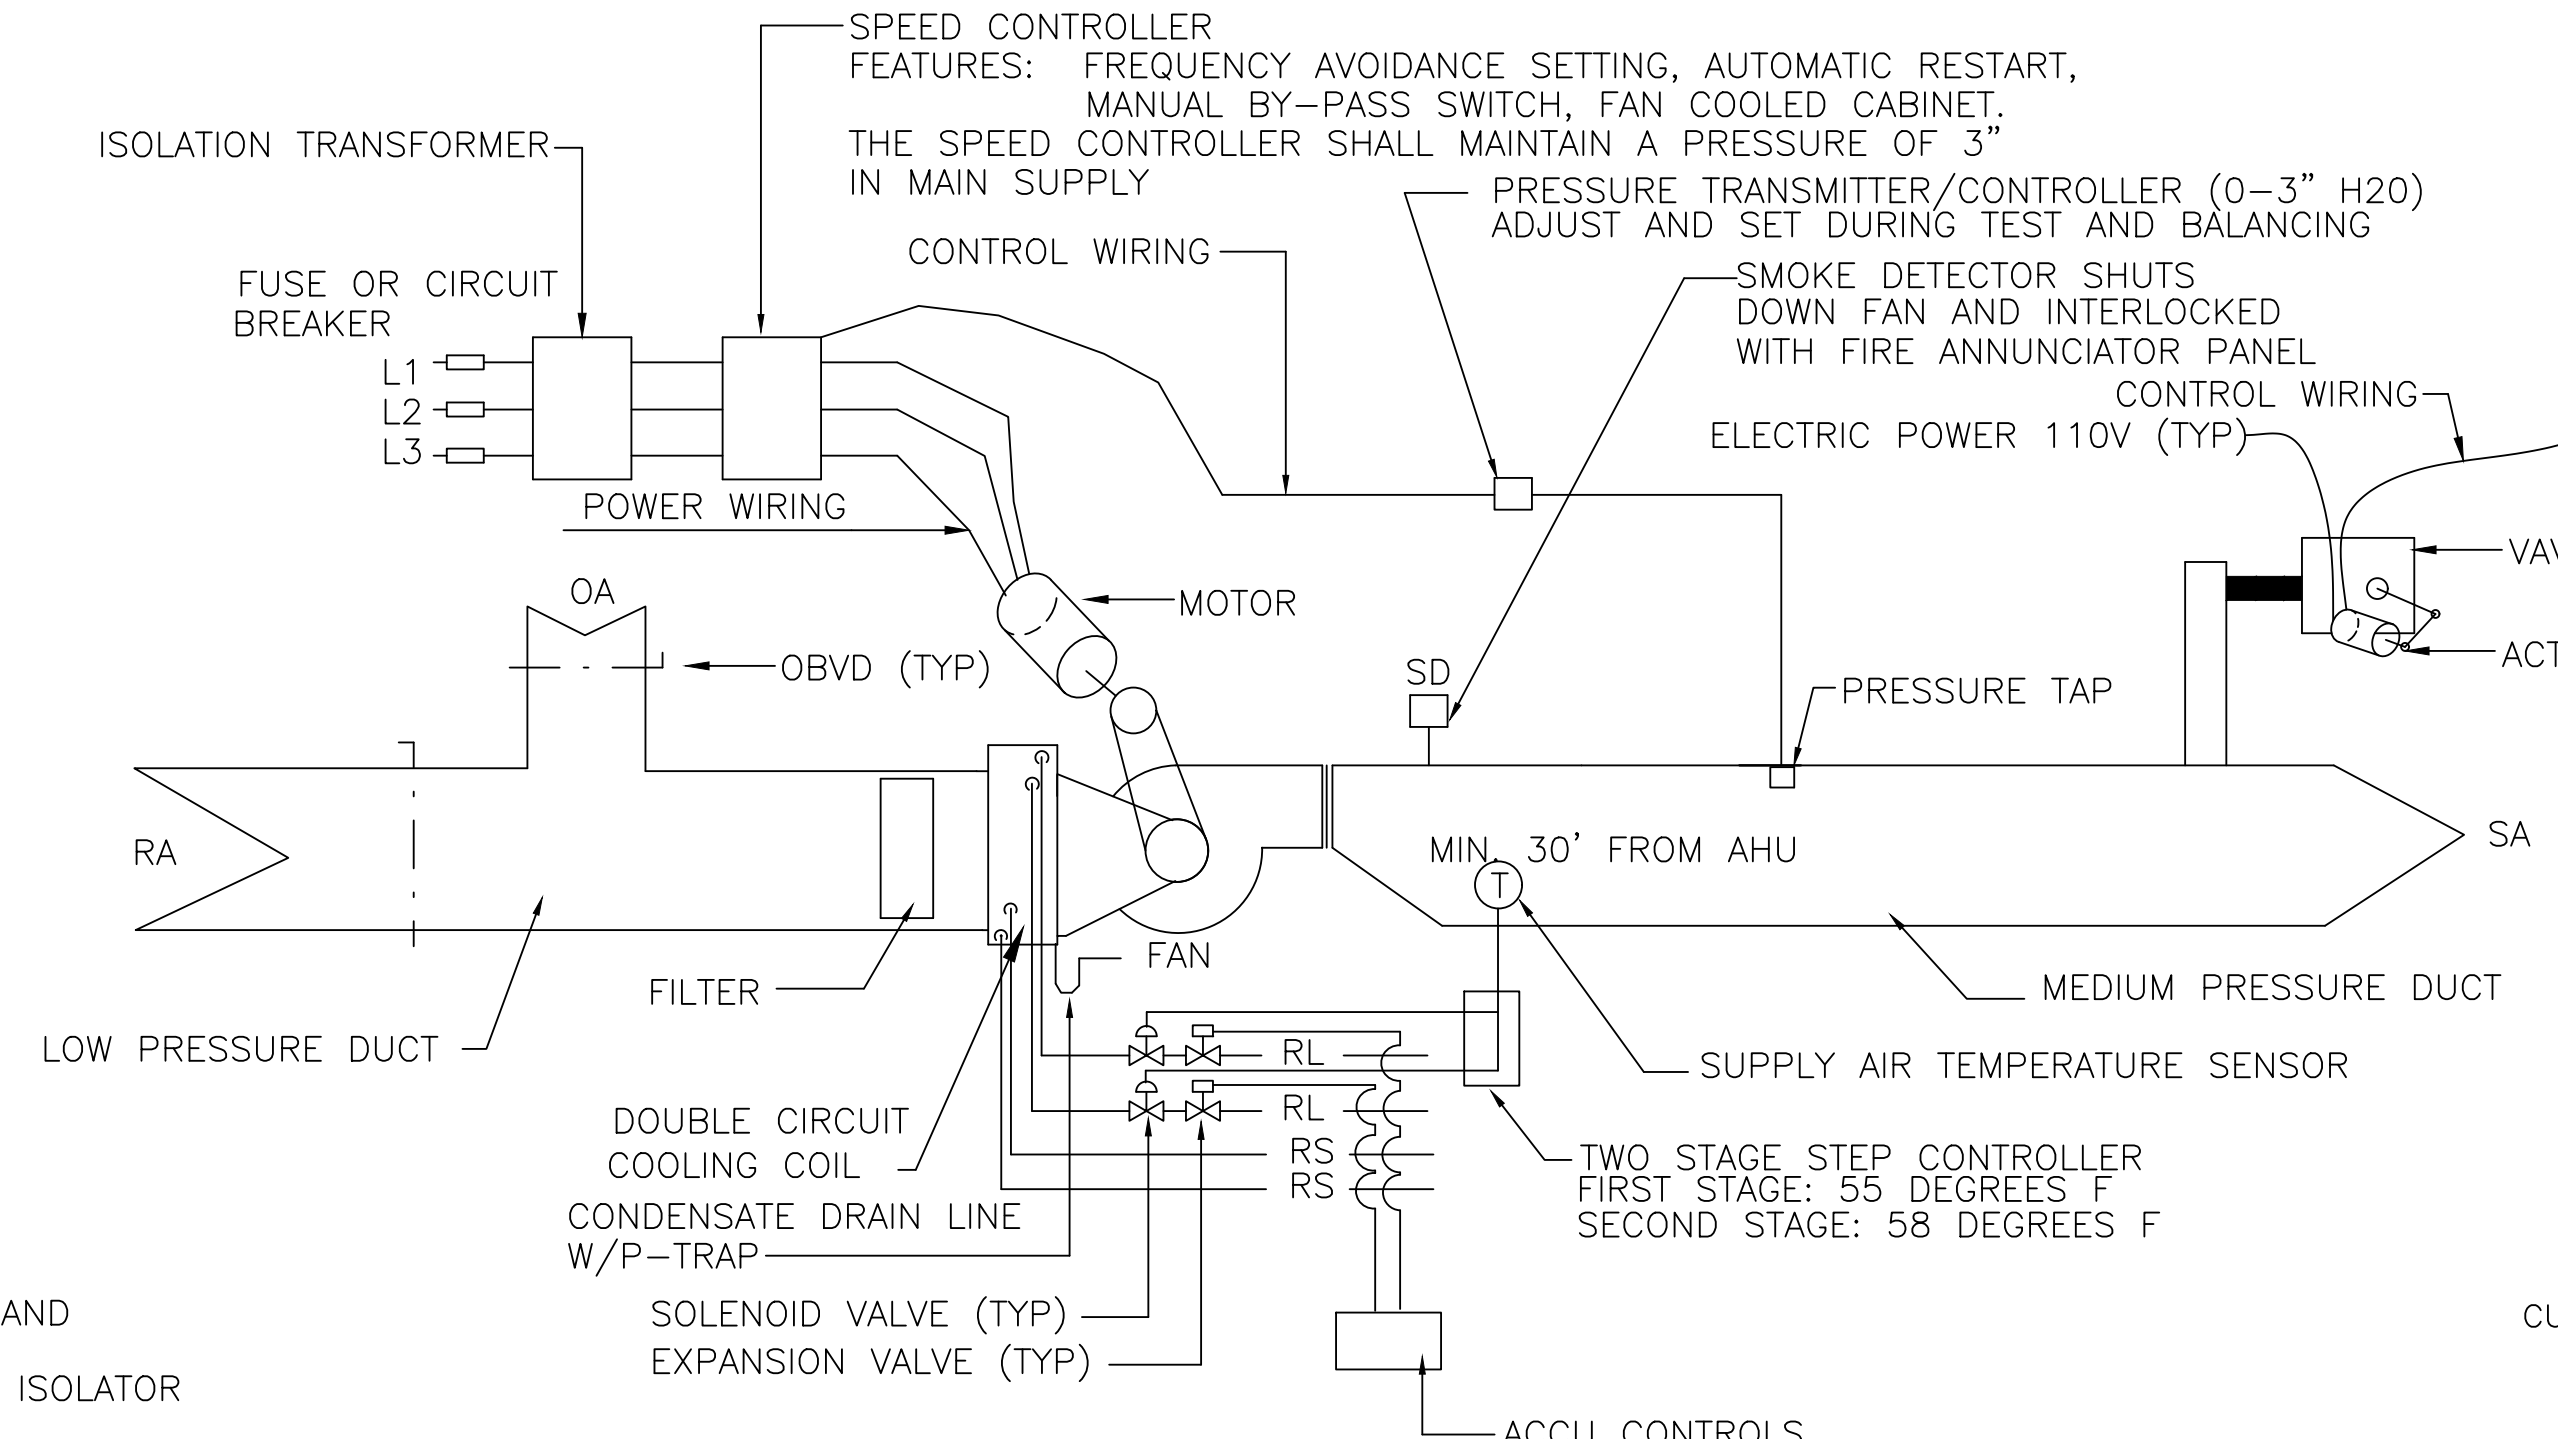 SPEED CONTROLLER
FEATURES: FREQUENCY AVOIDANCE SETTING, AUTOMATIC RESTART,
MANUAL BY-PASS SWITCH, FAN COOLED CABINET.
THE SPEED CONTROLLER SHALL MAINTAIN A PRESSURE OF 3"
IN MAIN SUPPLY
ISOLATION TRANSFORMER
PRESSURE TRANSMITTER/CONTROLLER (0-3" H20)
ADJUST AND SET DURING TEST AND BALANCING
CONTROL WIRING
SMOKE DETECTOR SHUTS
DOWN FAN AND INTERLOCKED
WITH FIRE ANNUNCIATOR PANEL
FUSE OR CIRCUIT
BREAKER
L1
L2
L3
CONTROL WIRING
ELECTRIC POWER 110V (TYP)
POWER WIRING
VAV
OA
MOTOR
OBVD (TYP)
ACT
SD
PRESSURE TAP
RA
MIN. 30' FROM AHU
SA
T
FAN
FILTER
MEDIUM PRESSURE DUCT
LOW PRESSURE DUCT
RL
SUPPLY AIR TEMPERATURE SENSOR
RL
DOUBLE CIRCUIT
COOLING COIL
RS
RS
TWO STAGE STEP CONTROLLER
FIRST STAGE: 55 DEGREES F
SECOND STAGE: 58 DEGREES F
CONDENSATE DRAIN LINE
W/P-TRAP
SOLENOID VALVE (TYP)
EXPANSION VALVE (TYP)
AND
CU
ISOLATOR
ACCU CONTROLS